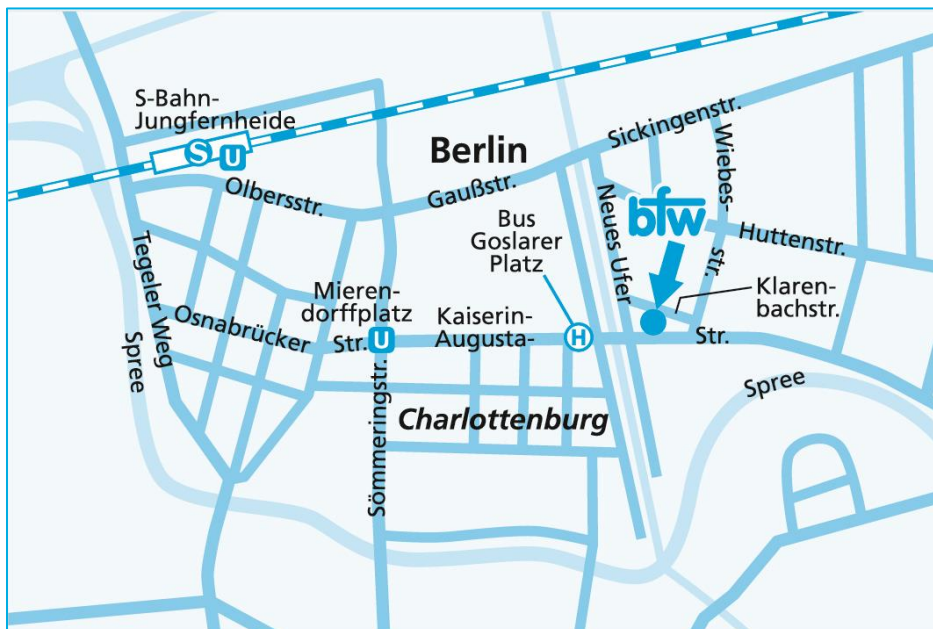 S-Bahn-
Jungfernheide
S
U
Berlin
Sickingenstr.
Wiebes-
str.
Olbersstr.
Gaußstr.
Neues Ufer
bfw
Huttenstr.
Bus
Goslarer
Platz
Tegeler Weg
Mieren-
dorffplatz
Klaren-
bachstr.
Osnabrücker
Str.
U
Kaiserin-
Augusta-
H
Str.
Spree
Spree
Charlottenburg
Sömmeringstr.